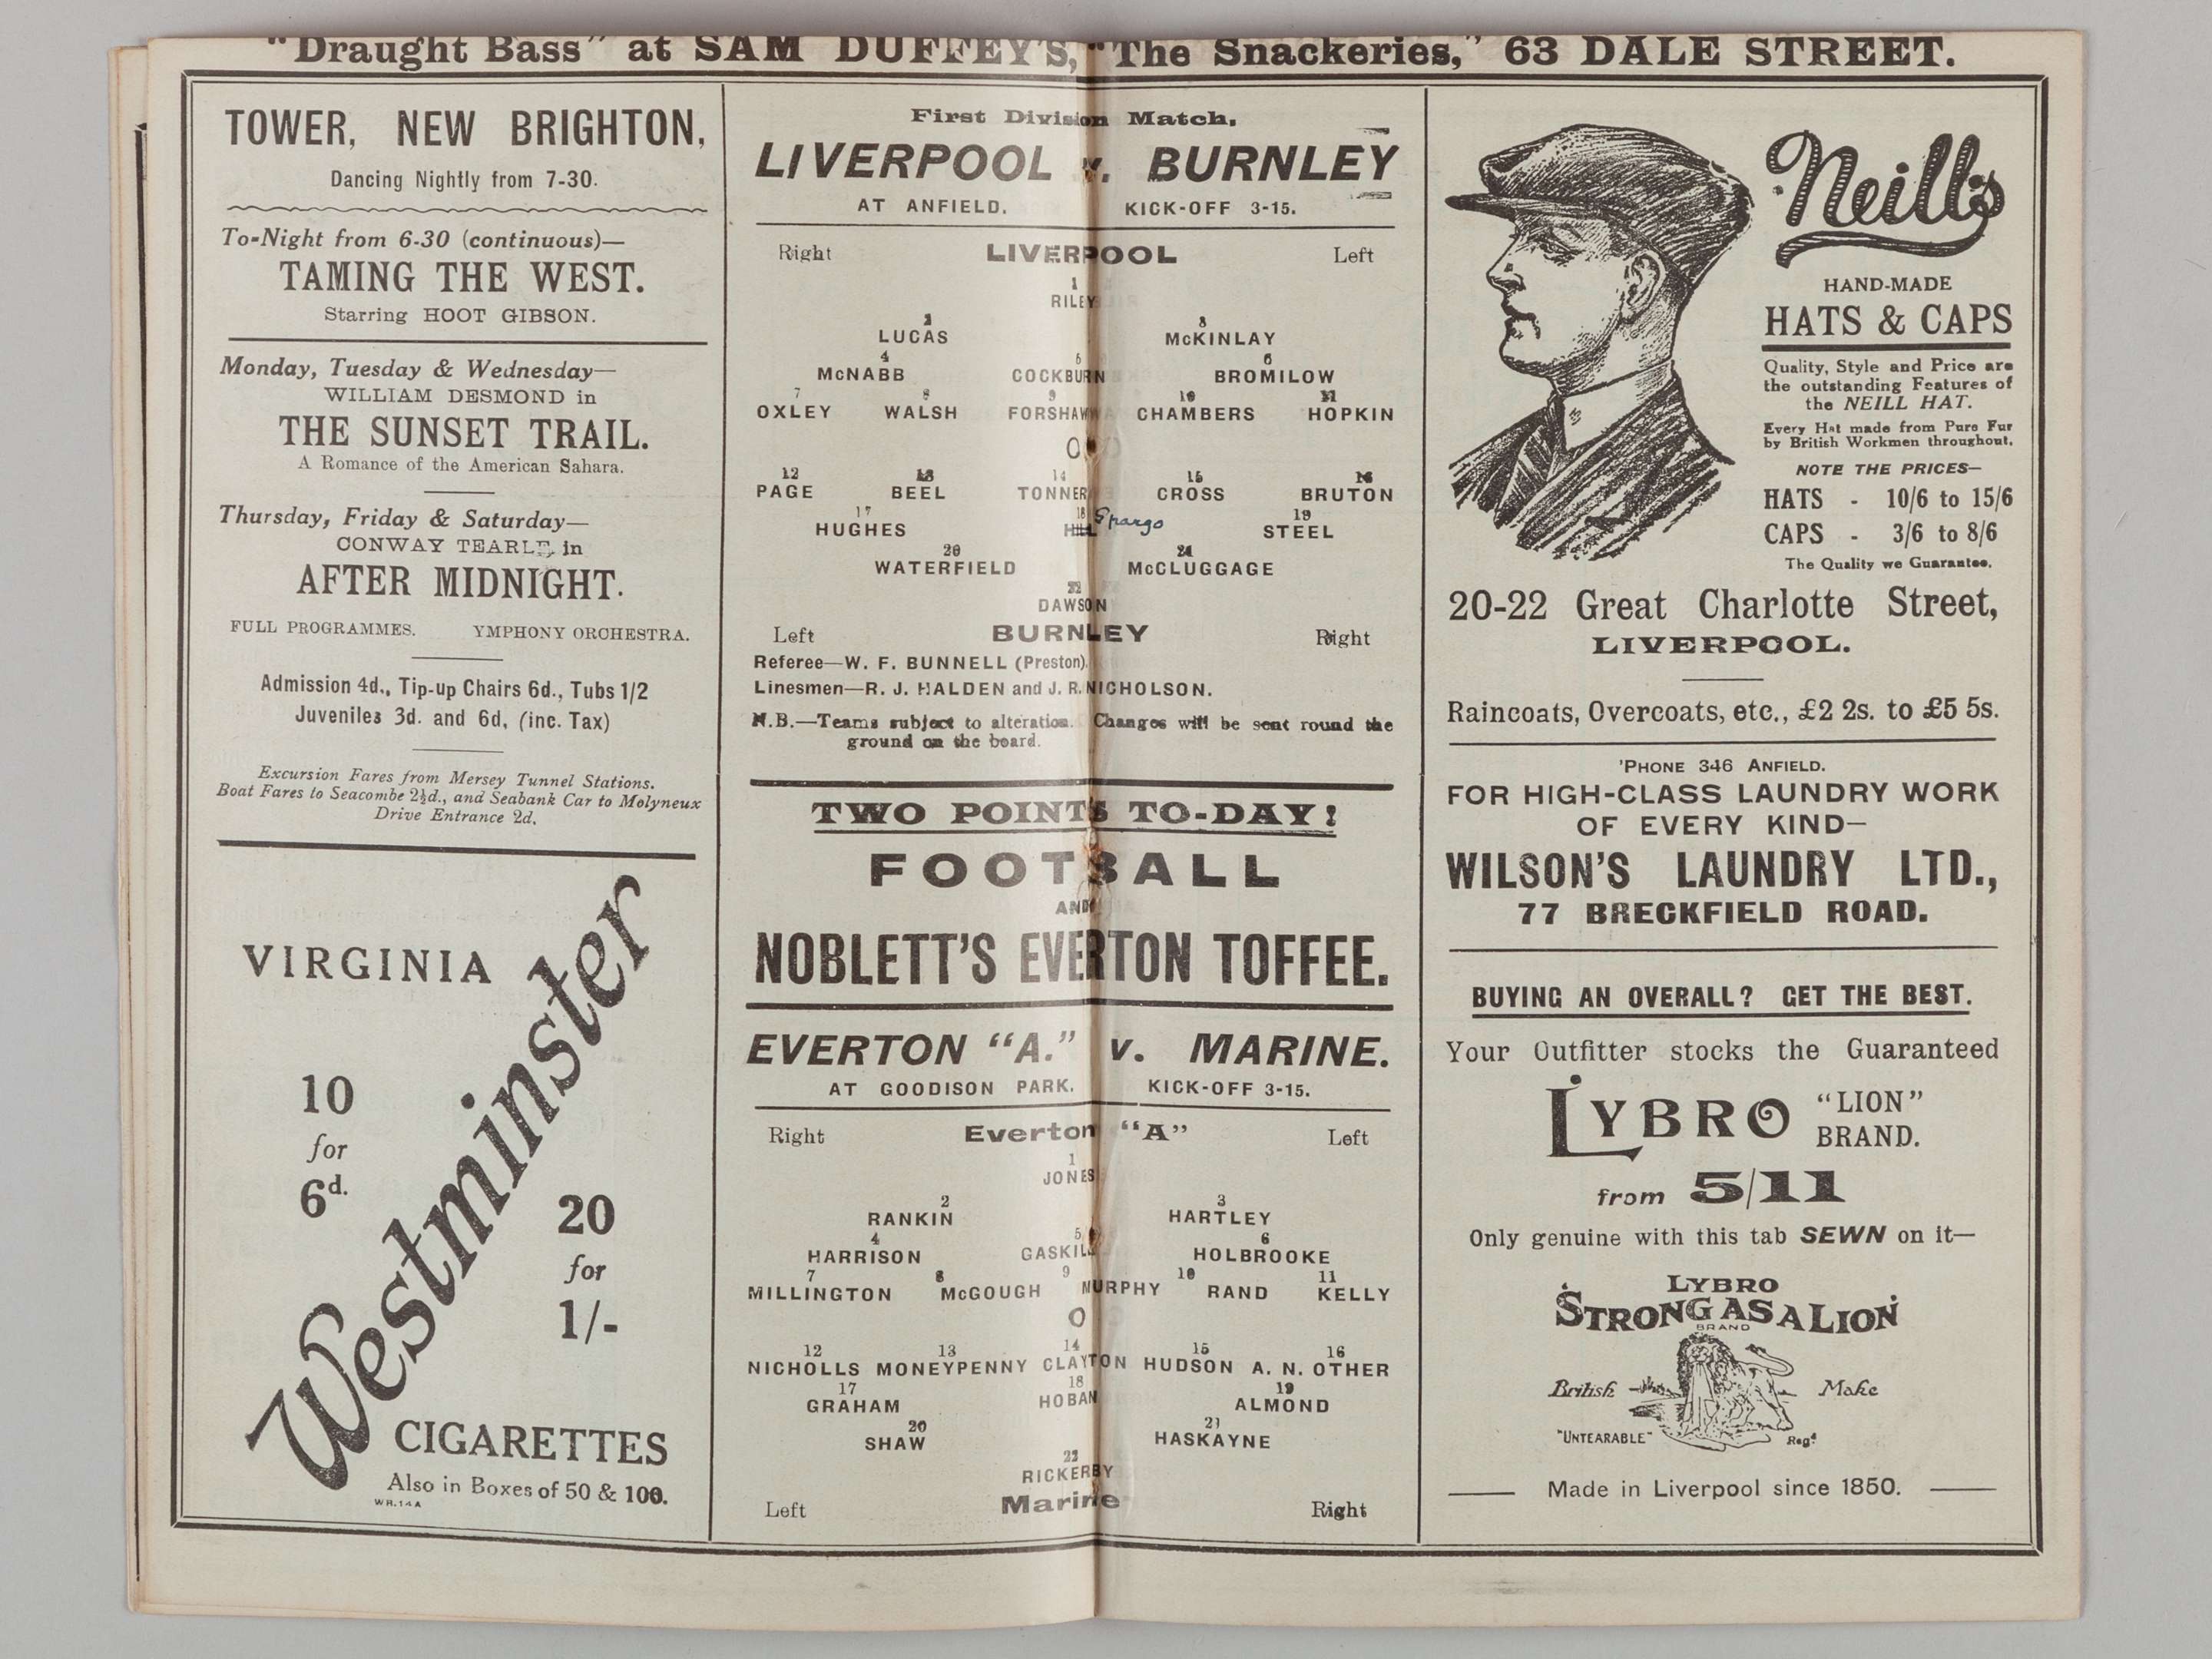 "Draught Bass" at SAM DUFFEY'S, "The Snackeries," 63 DALE STREET.
TOWER, NEW BRIGHTON,
Dancing Nightly from 7-30.
To-Night from 6-30 (continuous)—
TAMING THE WEST.
Starring HOOT GIBSON.
Monday, Tuesday & Wednesday—
WILLIAM DESMOND in
THE SUNSET TRAIL.
A Romance of the American Sahara.
Thursday, Friday & Saturday—
CONWAY TEARLE in
AFTER MIDNIGHT.
FULL PROGRAMMES. YMPHONY ORCHESTRA.
Admission 4d., Tip-up Chairs 6d., Tubs 1/2
Juveniles 3d. and 6d, (inc. Tax)
Excursion Fares from Mersey Tunnel Stations.
Boat Fares to Seacombe 2½d., and Seabank Car to Molyneux
Drive Entrance 2d.
VIRGINIA
Westminster
10
for
6d.
20
for
1/-
CIGARETTES
Also in Boxes of 50 & 100.
WR.14A
First Division Match.
LIVERPOOL v. BURNLEY
AT ANFIELD. KICK-OFF 3-15.
Right LIVERPOOL Left
1
RILEY
2 3
LUCAS McKINLAY
4 5 6
McNABB COCKBURN BROMILOW
7 8 9 10 11
OXLEY WALSH FORSHAW CHAMBERS HOPKIN
O
12 13 14 15 16
PAGE BEEL TONNER CROSS BRUTON
17 18 19
HUGHES HILL Spargo STEEL
20 21
WATERFIELD McCLUGGAGE
22
DAWSON
Left BURNLEY Right
Referee—W. F. BUNNELL (Preston).
Linesmen—R. J. HALDEN and J. R. NICHOLSON.
N.B.—Teams subject to alteration. Changes will be sent round the
ground on the board.
TWO POINTS TO-DAY!
FOOTBALL
AND
NOBLETT'S EVERTON TOFFEE.
EVERTON "A." v. MARINE.
AT GOODISON PARK. KICK-OFF 3-15.
Right Everton "A" Left
1
JONES
2 3
RANKIN HARTLEY
4 5 6
HARRISON GASKILL HOLBROOKE
7 8 9 10 11
MILLINGTON McGOUGH MURPHY RAND KELLY
O
12 13 14 15 16
NICHOLLS MONEYPENNY CLAYTON HUDSON A. N. OTHER
17 18 19
GRAHAM HOBAN ALMOND
20 21
SHAW HASKAYNE
22
RICKERBY
Left Marine Right
Neill's
HAND-MADE
HATS & CAPS
Quality, Style and Price are
the outstanding Features of
the NEILL HAT.
Every Hat made from Pure Fur
by British Workmen throughout.
NOTE THE PRICES—
HATS - 10/6 to 15/6
CAPS - 3/6 to 8/6
The Quality we Guarantee.
20-22 Great Charlotte Street,
LIVERPOOL.
Raincoats, Overcoats, etc., £2 2s. to £5 5s.
'PHONE 346 ANFIELD.
FOR HIGH-CLASS LAUNDRY WORK
OF EVERY KIND—
WILSON'S LAUNDRY LTD.,
77 BRECKFIELD ROAD.
BUYING AN OVERALL? GET THE BEST.
Your Outfitter stocks the Guaranteed
LYBRO "LION"
BRAND.
from 5/11
Only genuine with this tab SEWN on it—
LYBRO
STRONG AS A LION
BRAND
British Make
"UNTEARABLE" Regd
Made in Liverpool since 1850.